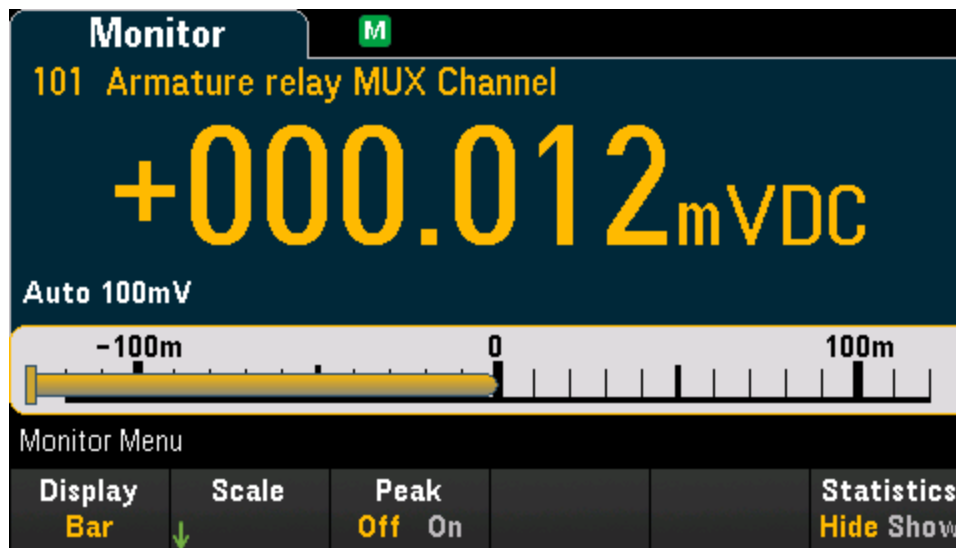 Monitor M
101 Armature relay MUX Channel
+000.012mVDC
Auto 100mV
-100m 0 100m
Monitor Menu
Display Scale Peak Statistics
Bar Off On Hide Show